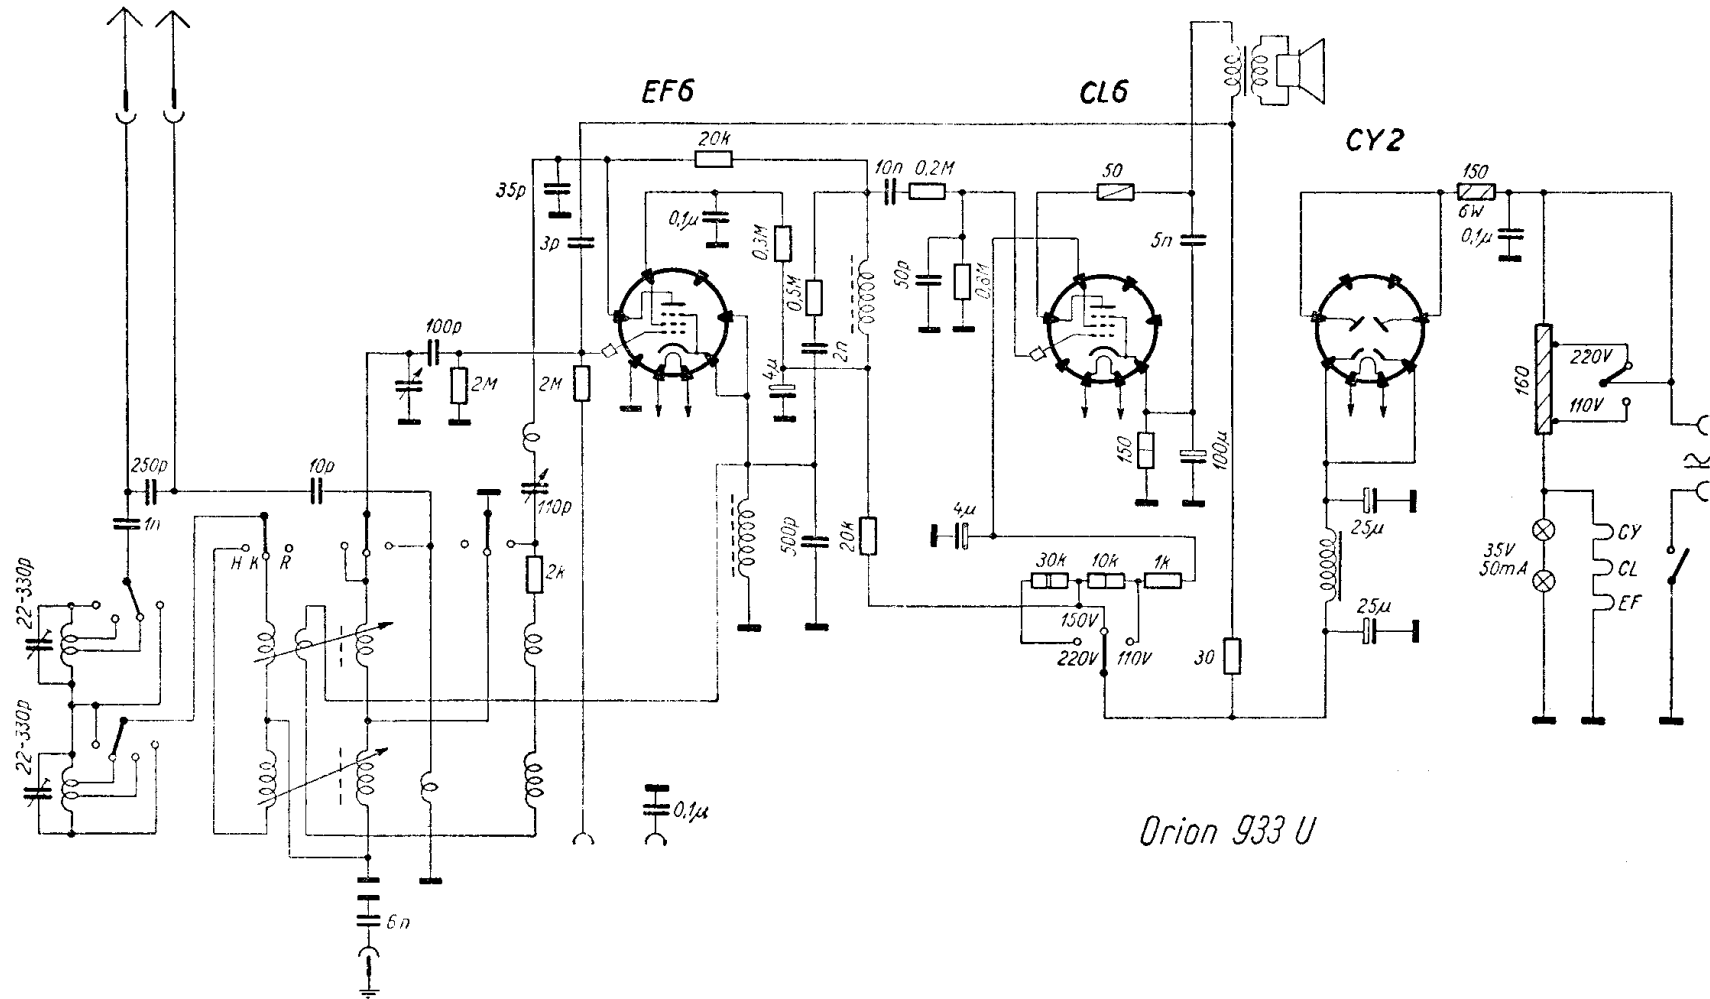 EF6
CL6
CY2
20k
10n
0,2M
50
150
6W
0,1μ
35p
3p
0,1μ
0,3M
0,5M
50p
0,8M
5n
100p
2M
2M
4μ
2n
220V
110V
160
250p
10p
110p
1n
500p
20k
4μ
150
100μ
25μ
H K R
2k
30k
10k
1k
35V
50mA
CY
CL
EF
22-330p
150V
220V
110V
30
25μ
22-330p
0,1μ
Orion 933 U
6n